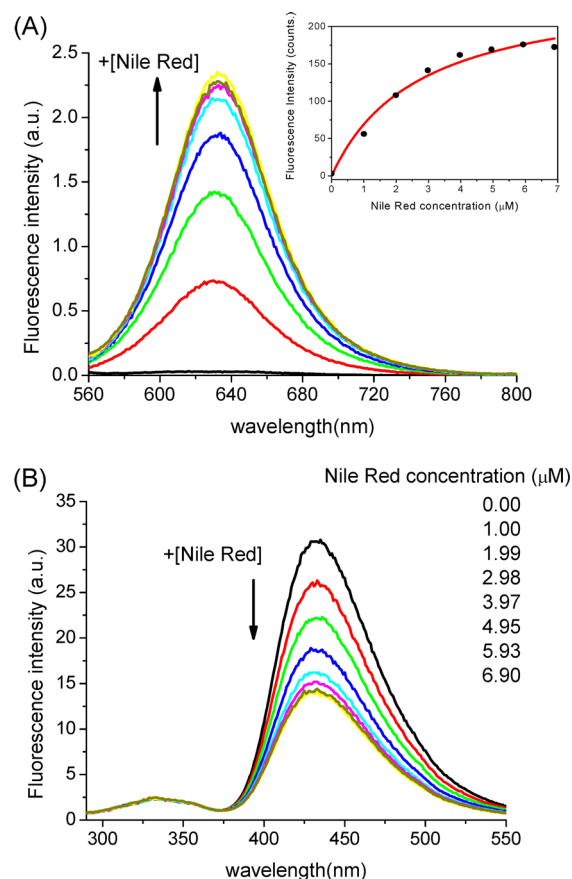 (A)
+[Nile Red]
Fluorescence intensity (a.u.)
2.5
2.0
1.5
1.0
0.5
0.0
560 600 640 680 720 760 800
wavelength(nm)
Fluorescence Intensity (counts.)
200
150
100
50
0
0 1 2 3 4 5 6 7
Nile Red concentration (μM)
(B)
Nile Red concentration (μM)
0.00
1.00
1.99
2.98
3.97
4.95
5.93
6.90
+[Nile Red]
Fluorescence intensity (a.u.)
35
30
25
20
15
10
5
0
300 350 400 450 500 550
wavelength(nm)